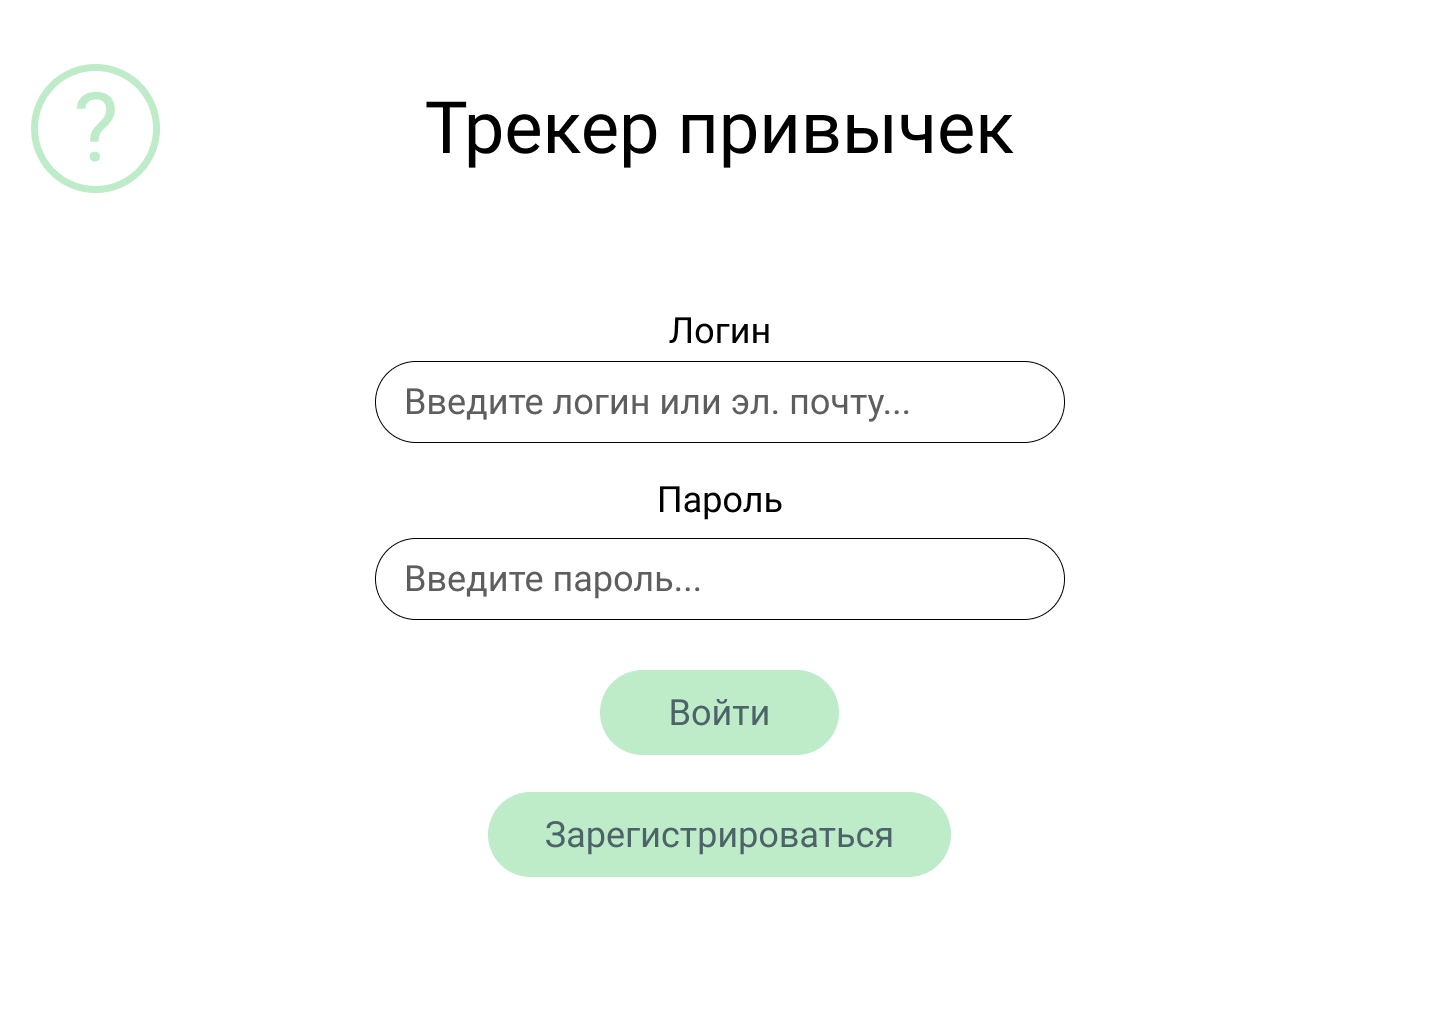 ?
Трекер привычек
Логин
Введите логин или эл. почту...
Пароль
Введите пароль...
Войти
Зарегистрироваться